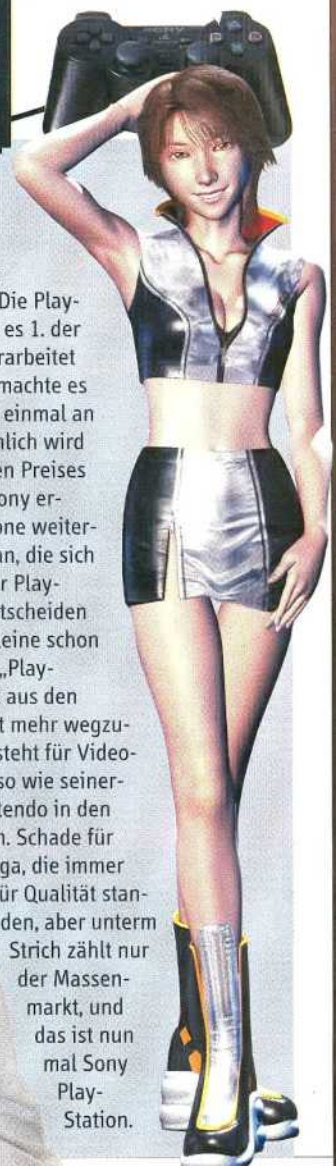 SONY
Die Play-
es 1. der
rarbeitet
machte es
einmal an
nlich wird
en Preises
ony er-
one weiter-
nn, die sich
r Play-
tscheiden
leine schon
„Play-
aus den
t mehr wegzu-
steht für Video-
so wie seiner-
tendo in den
n. Schade für
ga, die immer
ür Qualität stan-
den, aber unterm
Strich zählt nur
der Massen-
markt, und
das ist nun
mal Sony
Play-
Station.